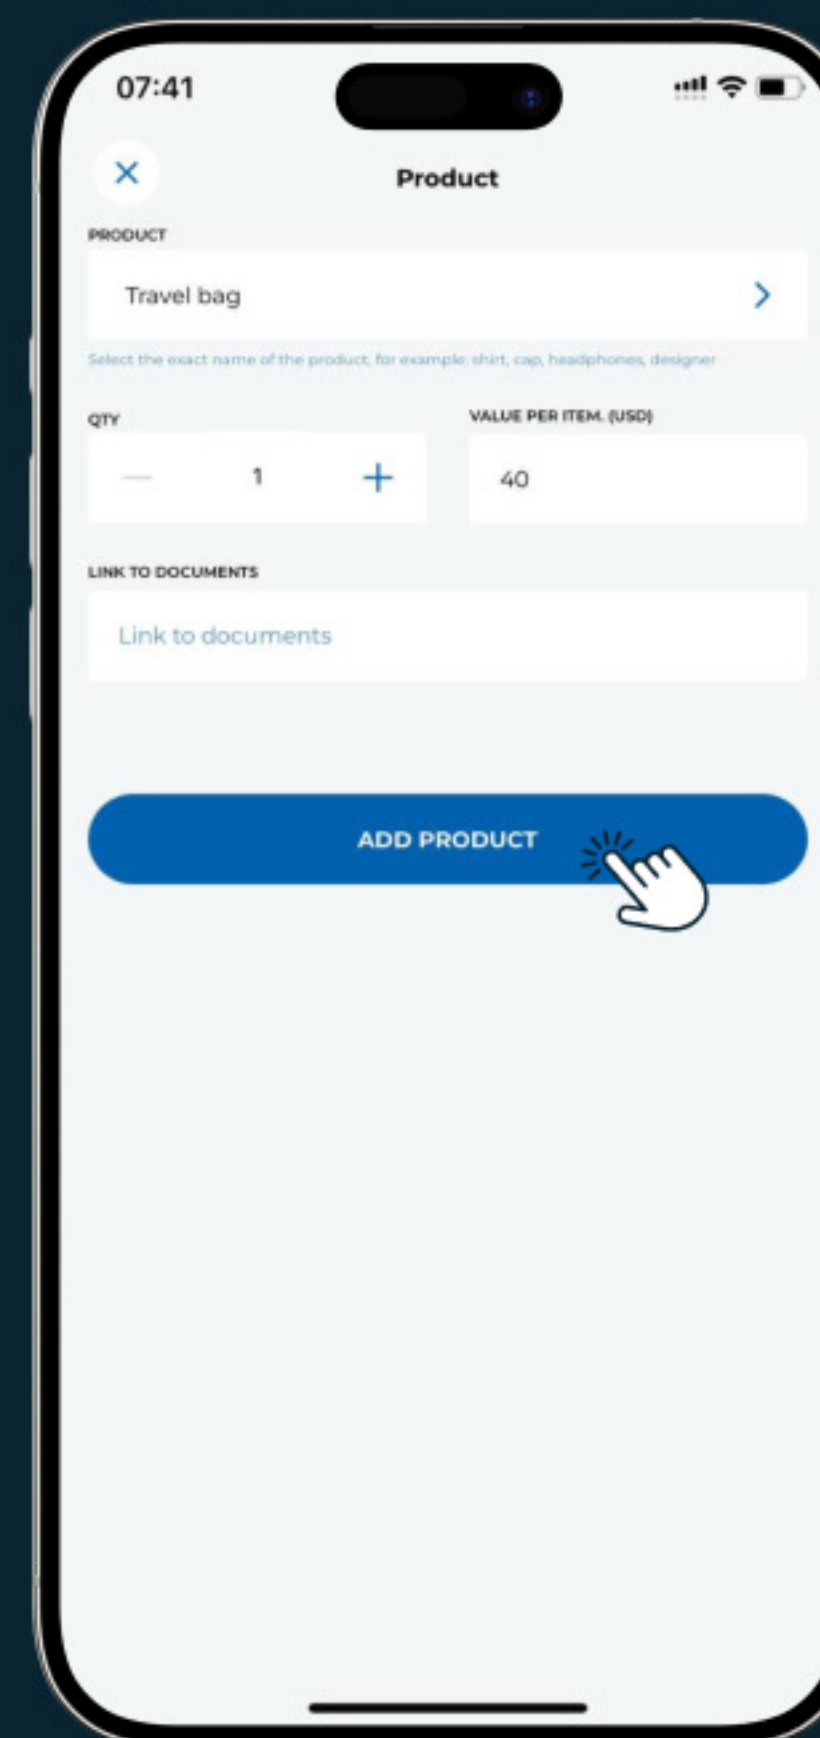 07:41
Product
PRODUCT
Travel bag
Select the exact name of the product, for example: shirt, cap, headphones, designer
QTY
VALUE PER ITEM. (USD)
1
40
LINK TO DOCUMENTS
Link to documents
ADD PRODUCT